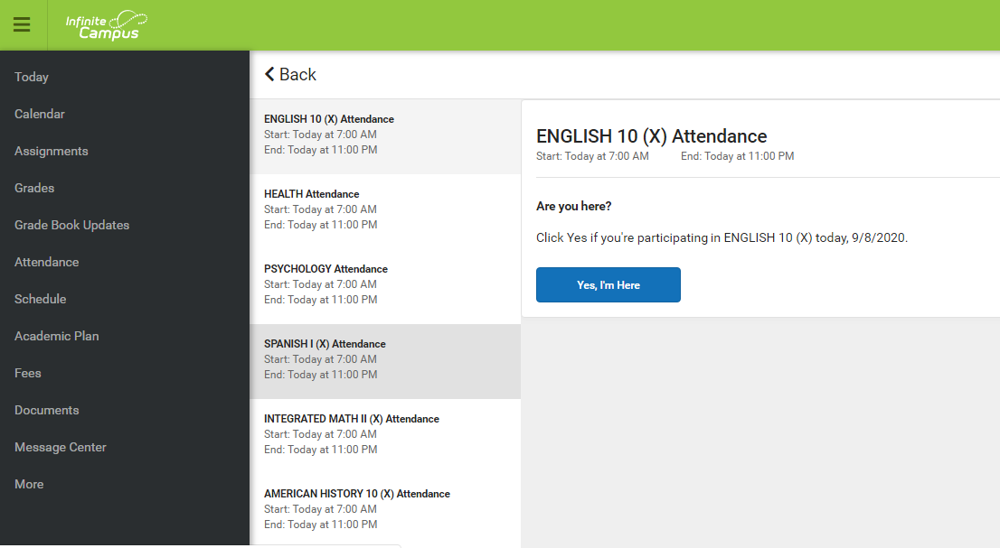 Infinite
Campus
Today
Calendar
Assignments
Grades
Grade Book Updates
Attendance
Schedule
Academic Plan
Fees
Documents
Message Center
More
Back
ENGLISH 10 (X) Attendance
Start: Today at 7:00 AM
End: Today at 11:00 PM
HEALTH Attendance
Start: Today at 7:00 AM
End: Today at 11:00 PM
PSYCHOLOGY Attendance
Start: Today at 7:00 AM
End: Today at 11:00 PM
SPANISH I (X) Attendance
Start: Today at 7:00 AM
End: Today at 11:00 PM
INTEGRATED MATH II (X) Attendance
Start: Today at 7:00 AM
End: Today at 11:00 PM
AMERICAN HISTORY 10 (X) Attendance
Start: Today at 7:00 AM
End: Today at 11:00 PM
ENGLISH 10 (X) Attendance
Start: Today at 7:00 AM End: Today at 11:00 PM
Are you here?
Click Yes if you're participating in ENGLISH 10 (X) today, 9/8/2020.
Yes, I'm Here